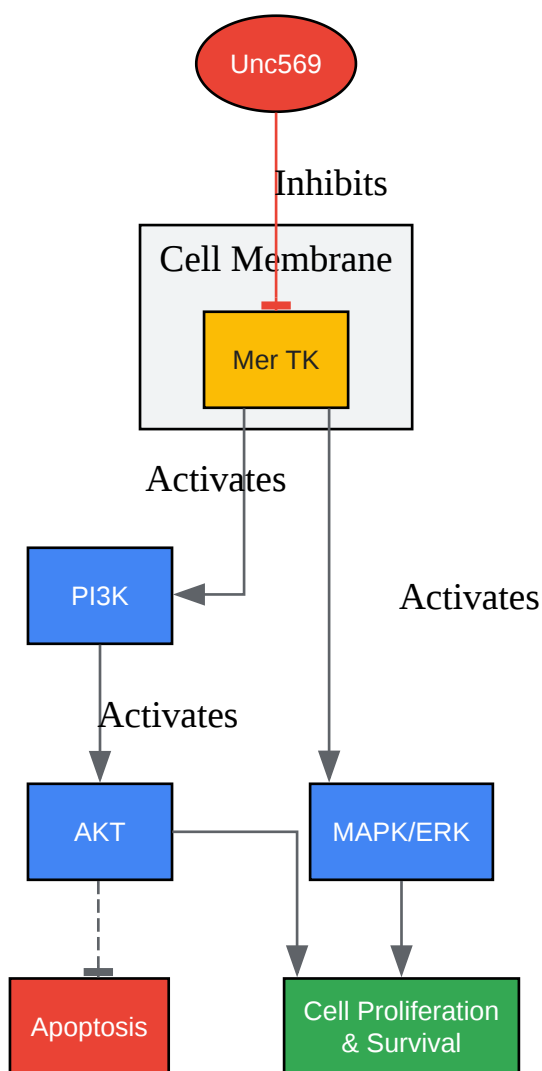 Unc569
Inhibits
Cell Membrane
Mer TK
Activates
PI3K
Activates
Activates
AKT
MAPK/ERK
Apoptosis
Cell Proliferation
& Survival